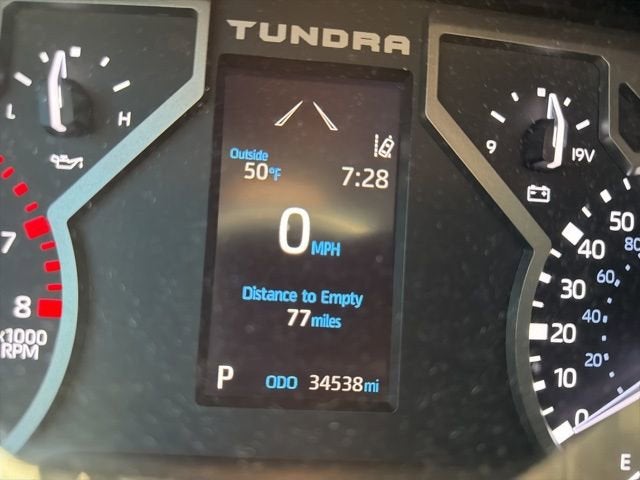 TUNDRA
L H
9 19V
Outside
50°F 7:28
0 MPH
Distance to Empty
77 miles
P ODO 34538 mi
7
8
x1000
RPM
50
40
30
20
10
0
80
60
40
20
E